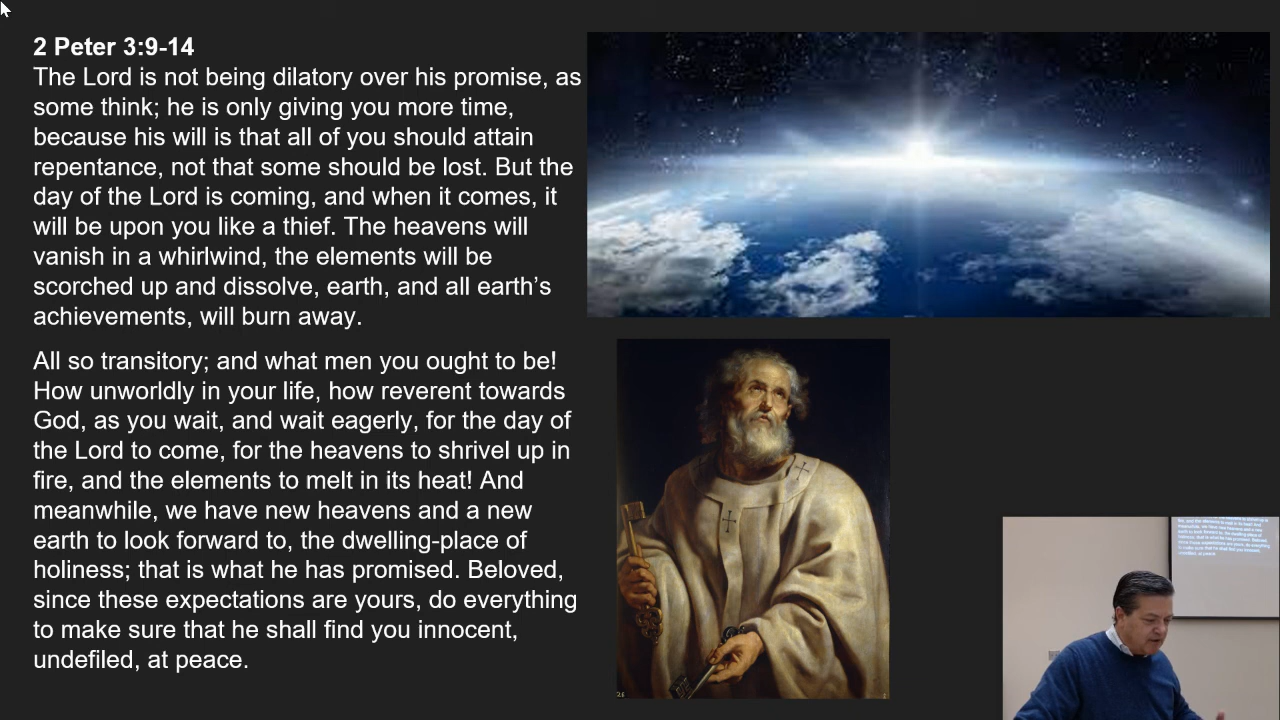 2 Peter 3:9-14
The Lord is not being dilatory over his promise, as
some think; he is only giving you more time,
because his will is that all of you should attain
repentance, not that some should be lost. But the
day of the Lord is coming, and when it comes, it
will be upon you like a thief. The heavens will
vanish in a whirlwind, the elements will be
scorched up and dissolve, earth, and all earth’s
achievements, will burn away.
All so transitory; and what men you ought to be!
How unworldly in your life, how reverent towards
God, as you wait, and wait eagerly, for the day of
the Lord to come, for the heavens to shrivel up in
fire, and the elements to melt in its heat! And
meanwhile, we have new heavens and a new
earth to look forward to, the dwelling-place of
holiness; that is what he has promised. Beloved,
since these expectations are yours, do everything
to make sure that he shall find you innocent,
undefiled, at peace.